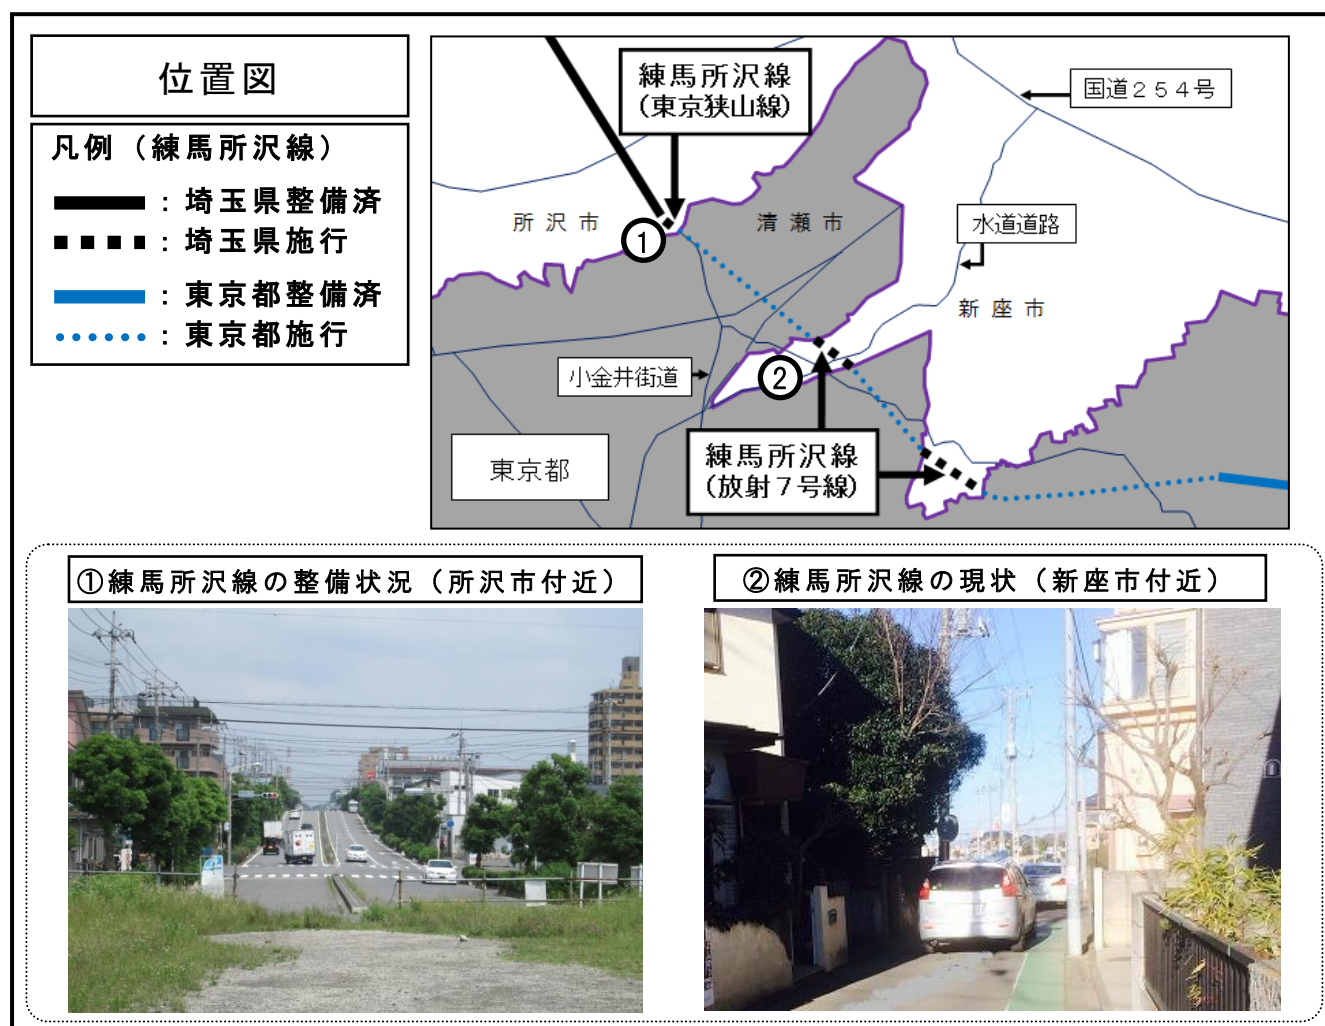 位置図
凡例（練馬所沢線）
：埼玉県整備済
：埼玉県施行
：東京都整備済
：東京都施行
練馬所沢線
（東京狭山線）
国道２５４号
所沢市
①
清瀬市
水道道路
新座市
小金井街道
②
東京都
練馬所沢線
（放射７号線）
①練馬所沢線の整備状況（所沢市付近）
②練馬所沢線の現状（新座市付近）